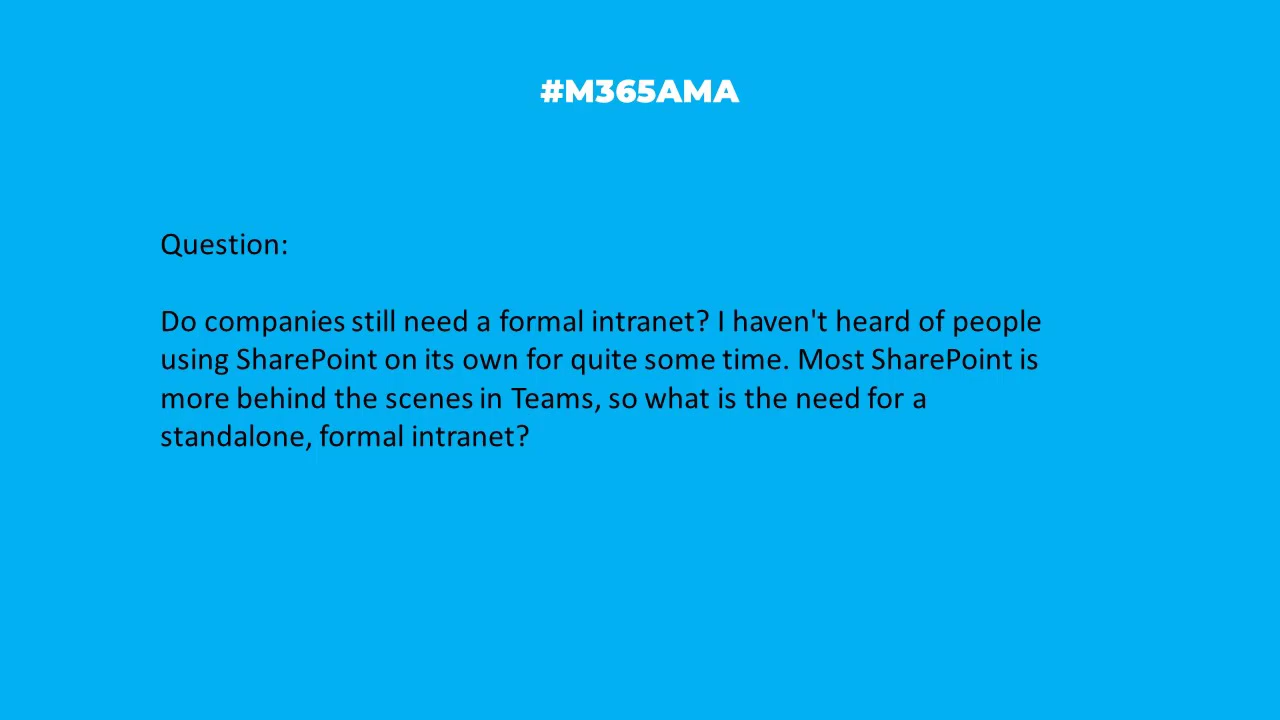 #M365AMA
Question:
Do companies still need a formal intranet? I haven't heard of people
using SharePoint on its own for quite some time. Most SharePoint is
more behind the scenes in Teams, so what is the need for a
standalone, formal intranet?